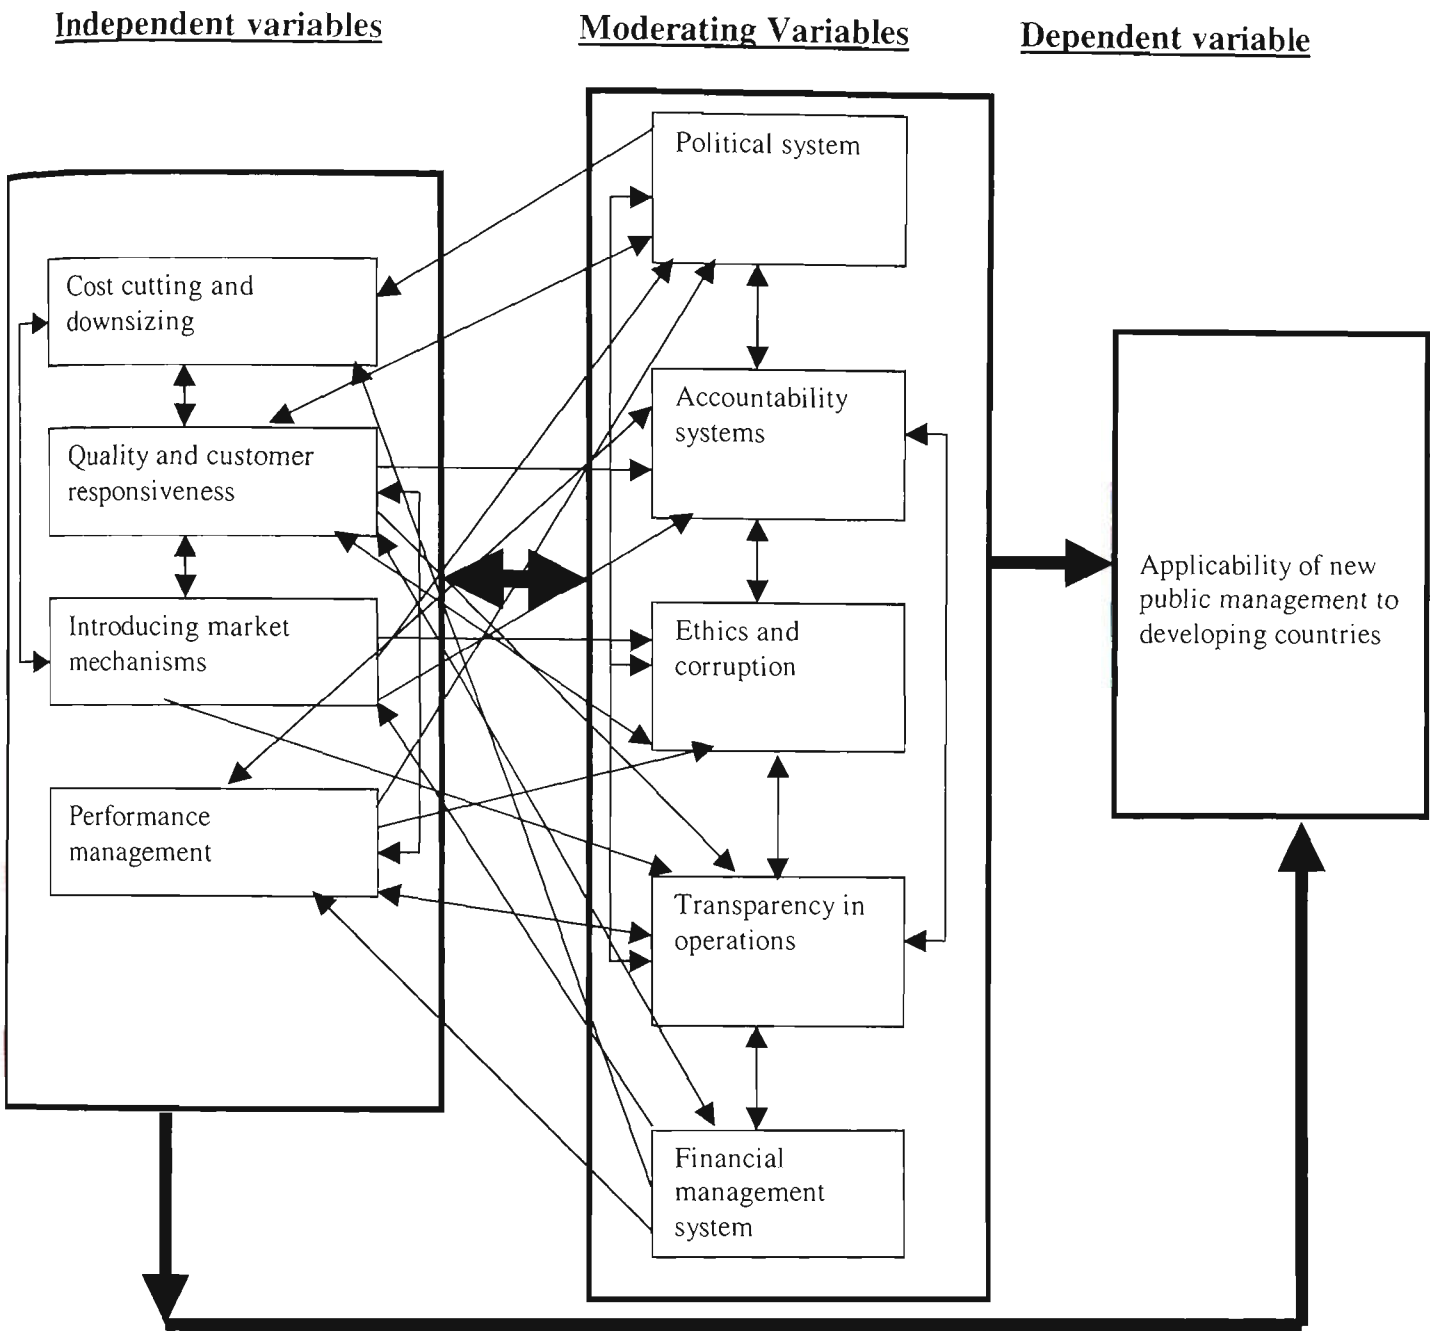 Independent variables
Moderating Variables
Dependent variable
Cost cutting and
downsizing
Quality and customer
responsiveness
Introducing market
mechanisms
Performance
management
Political system
Accountability
systems
Ethics and
corruption
Transparency in
operations
Financial
management
system
Applicability of new
public management to
developing countries